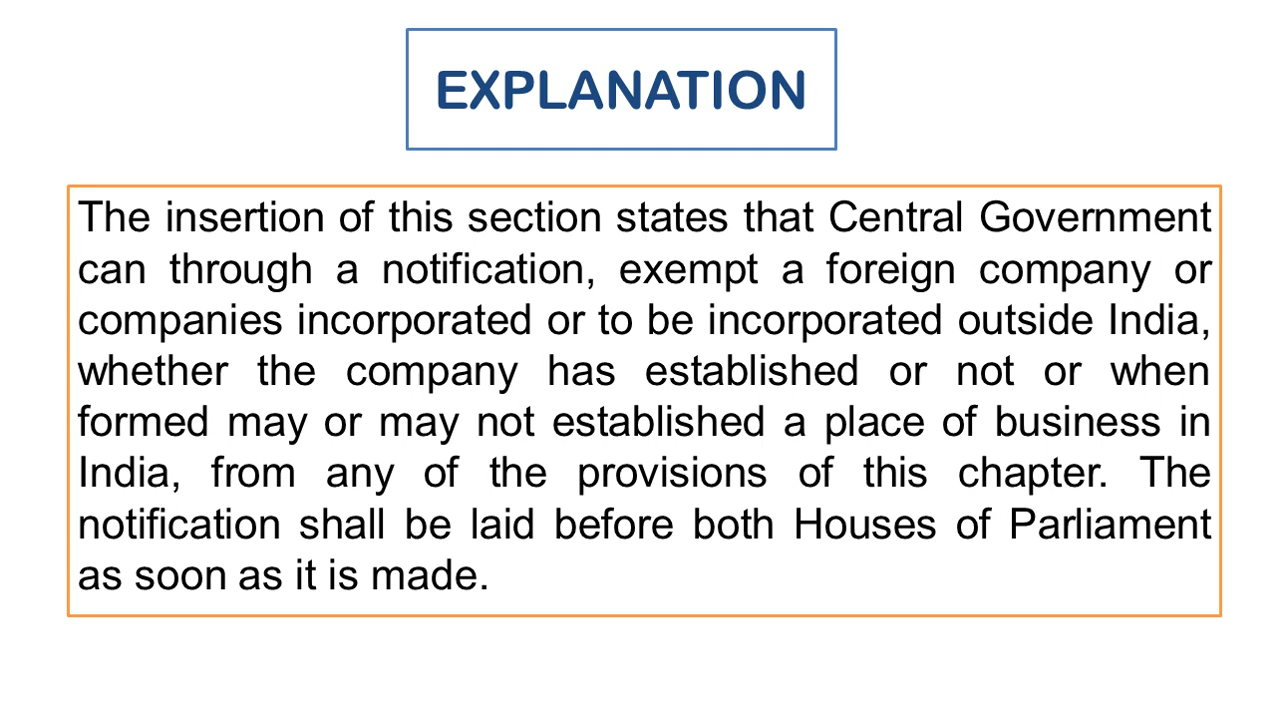 EXPLANATION
The insertion of this section states that Central Government
can through a notification, exempt a foreign company or
companies incorporated or to be incorporated outside India,
whether the company has established or not or when
formed may or may not established a place of business in
India, from any of the provisions of this chapter. The
notification shall be laid before both Houses of Parliament
as soon as it is made.